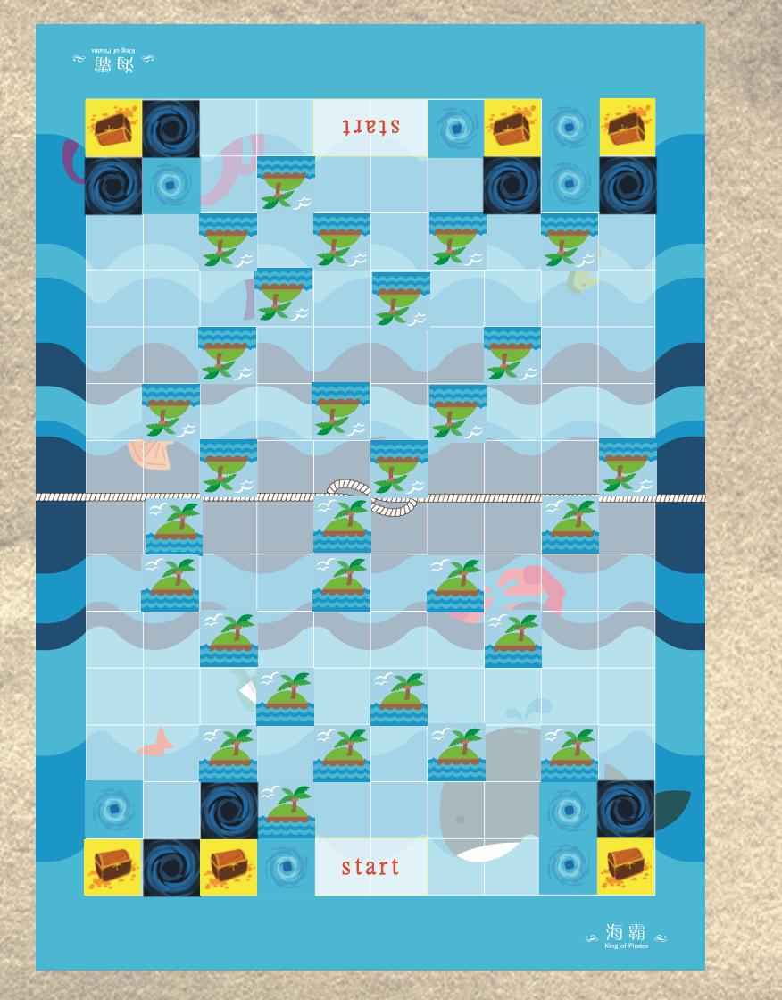 King of Pirates
海霸
start
start
海霸
King of Pirates